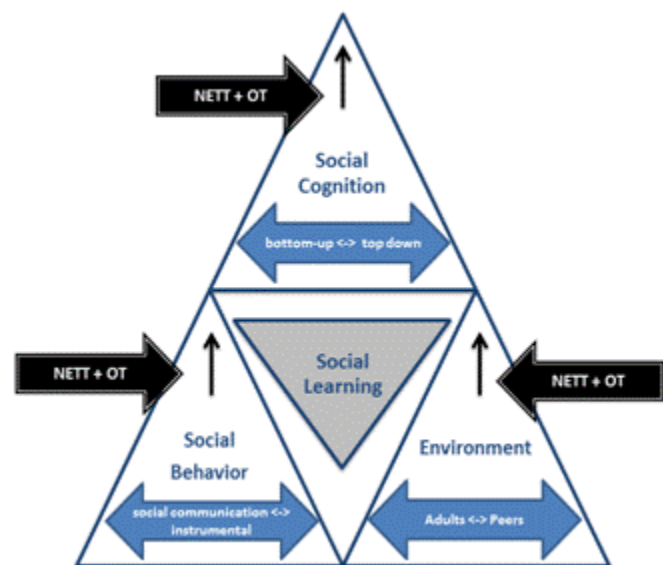 NETT + OT
Social
Cognition
bottom-up <-> top down
NETT + OT
Social
Learning
NETT + OT
Social
Behavior
Environment
social communication <->
instrumental
Adults <-> Peers